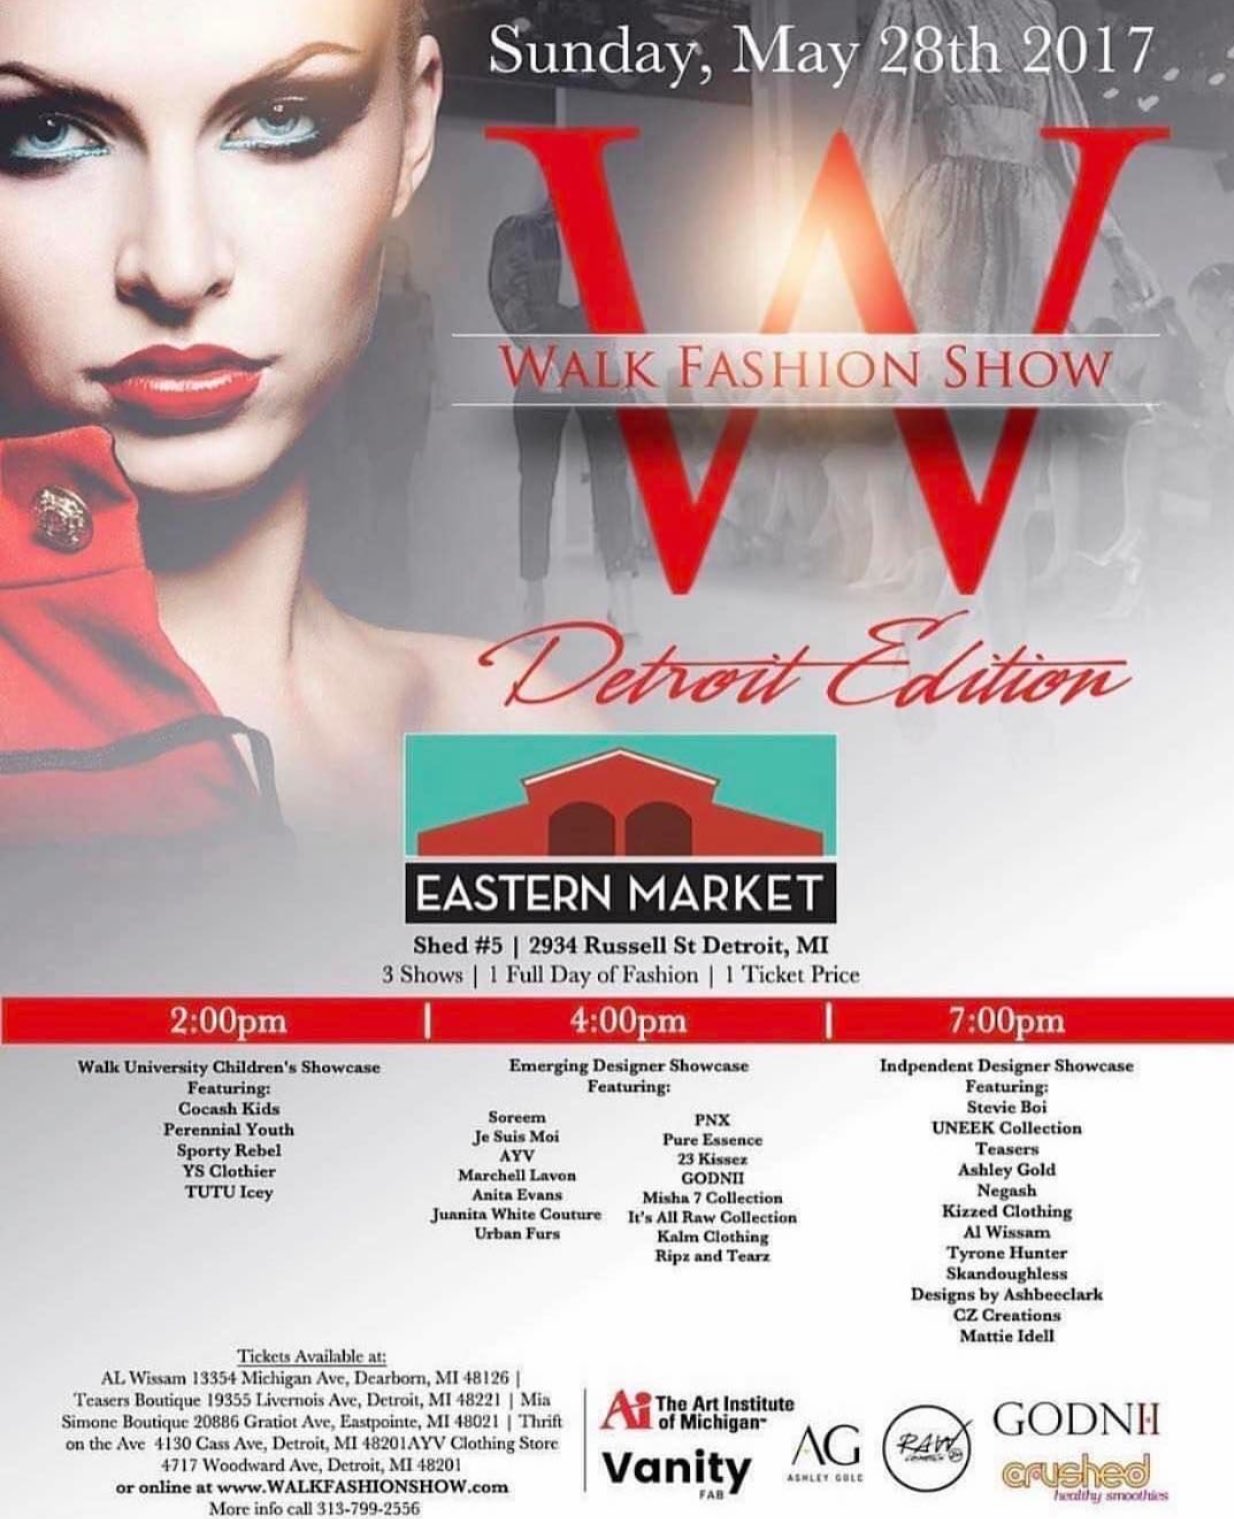 Sunday, May 28th 2017
W
WALK FASHION SHOW
Detroit Edition
EASTERN MARKET
Shed #5 | 2934 Russell St Detroit, MI
3 Shows | 1 Full Day of Fashion | 1 Ticket Price
2:00pm | 4:00pm | 7:00pm
Walk University Children's Showcase
Featuring:
Cocash Kids
Perennial Youth
Sporty Rebel
YS Clothier
TUTU Icey
Emerging Designer Showcase
Featuring:
Soreem
Je Suis Moi
AYV
Marchell Lavon
Anita Evans
Juanita White Couture
Urban Furs
PNX
Pure Essence
23 Kissez
GODNII
Misha 7 Collection
It's All Raw Collection
Kalm Clothing
Ripz and Tearz
Indpendent Designer Showcase
Featuring:
Stevie Boi
UNEEK Collection
Teasers
Ashley Gold
Negash
Kizzed Clothing
Al Wissam
Tyrone Hunter
Skandoughless
Designs by Ashbeeclark
CZ Creations
Mattie Idell
Tickets Available at:
AL Wissam 13354 Michigan Ave, Dearborn, MI 48126 |
Teasers Boutique 19355 Livernois Ave, Detroit, MI 48221 | Mia
Simone Boutique 20886 Gratiot Ave, Eastpointe, MI 48021 | Thrift
on the Ave 4130 Cass Ave, Detroit, MI 48201AYV Clothing Store
4717 Woodward Ave, Detroit, MI 48201
or online at www.WALKFASHIONSHOW.com
More info call 313-799-2556
Ai The Art Institute
of Michigan
Vanity
FAB
AG
ASHLEY GOLD
RAW
GODNII
crushed
healthy smoothies